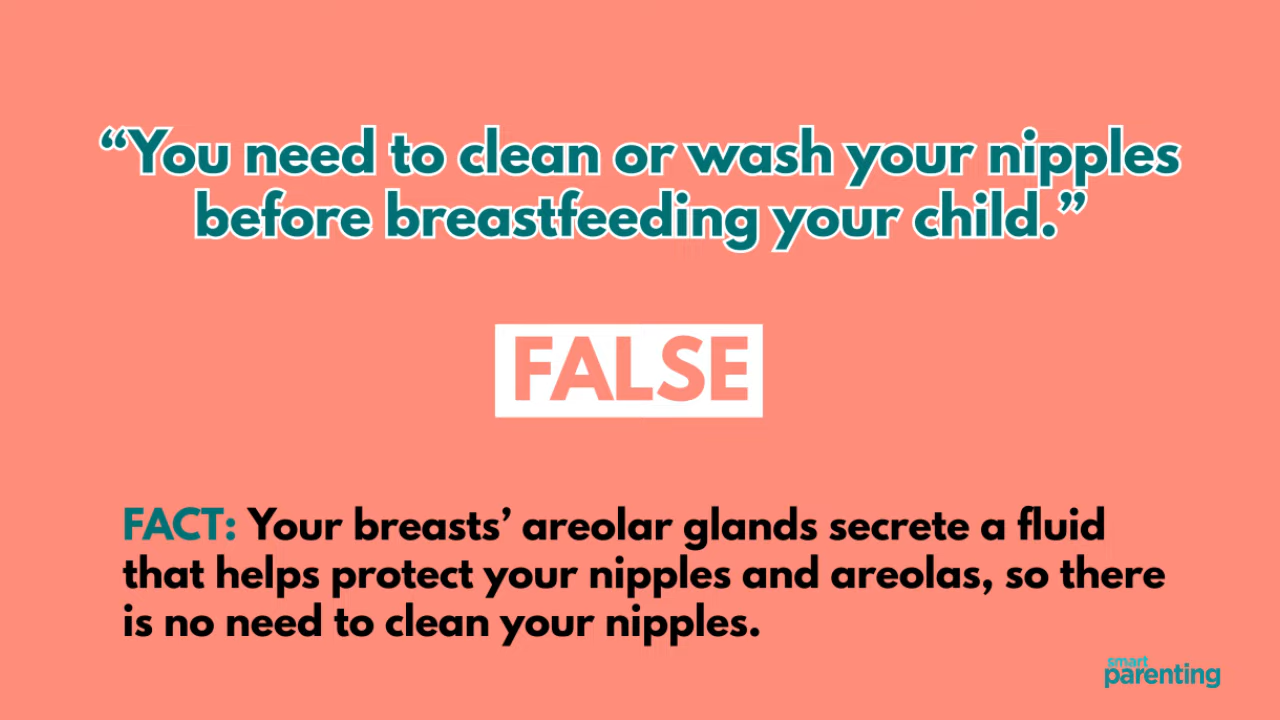 “You need to clean or wash your nipples
before breastfeeding your child.”
FALSE
FACT: Your breasts’ areolar glands secrete a fluid
that helps protect your nipples and areolas, so there
is no need to clean your nipples.
smart
parenting